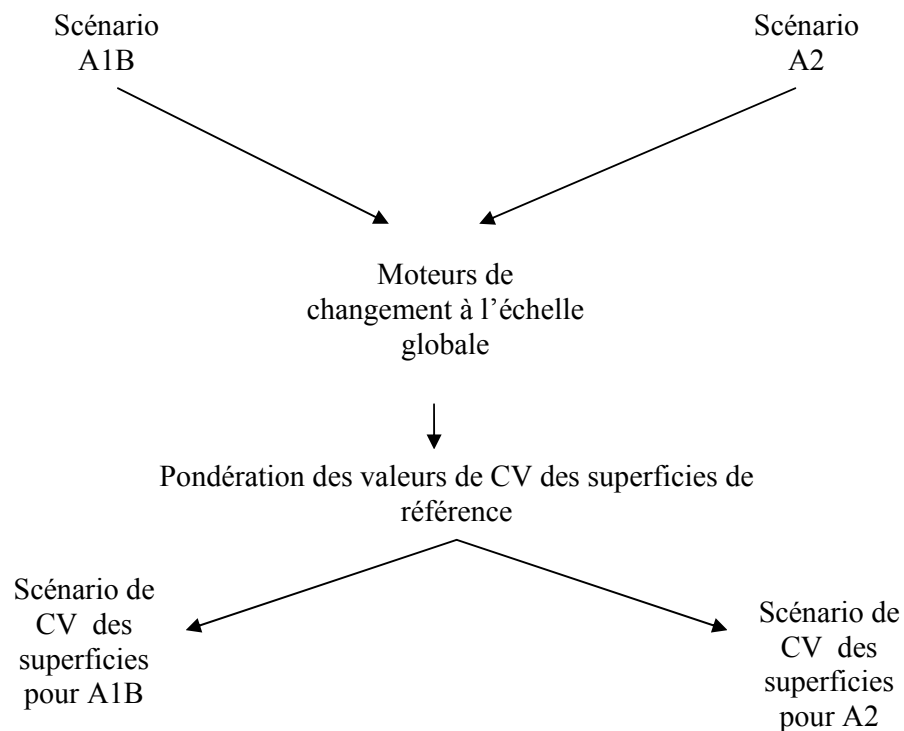 Scénario
A1B
Scénario
A2
Moteurs de
changement à l’échelle
globale
Pondération des valeurs de CV des superficies de
référence
Scénario de
CV des
superficies
pour A1B
Scénario de
CV des
superficies
pour A2